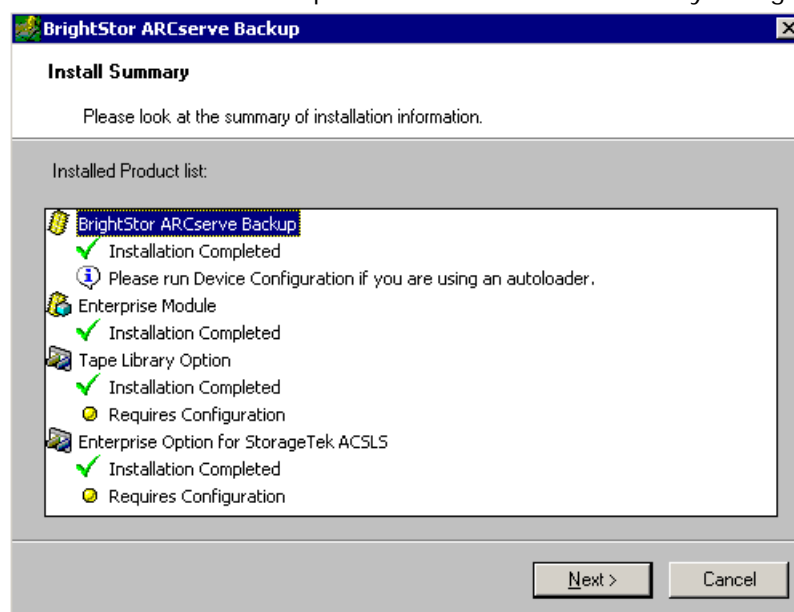 BrightStor ARCserve Backup
Install Summary
Please look at the summary of installation information.
Installed Product list:
BrightStor ARCserve Backup
Installation Completed
Please run Device Configuration if you are using an autoloader.
Enterprise Module
Installation Completed
Tape Library Option
Installation Completed
Requires Configuration
Enterprise Option for StorageTek ACSLS
Installation Completed
Requires Configuration
Next >
Cancel